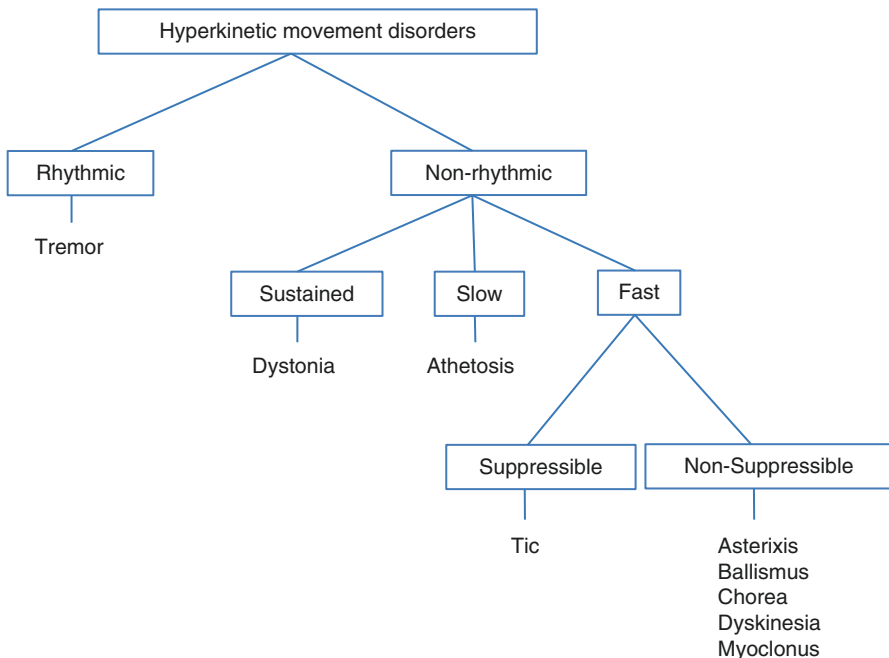 Hyperkinetic movement disorders
Rhythmic
Non-rhythmic
Tremor
Sustained
Slow
Fast
Dystonia
Athetosis
Suppressible
Non-Suppressible
Tic
Asterixis
Ballismus
Chorea
Dyskinesia
Myoclonus